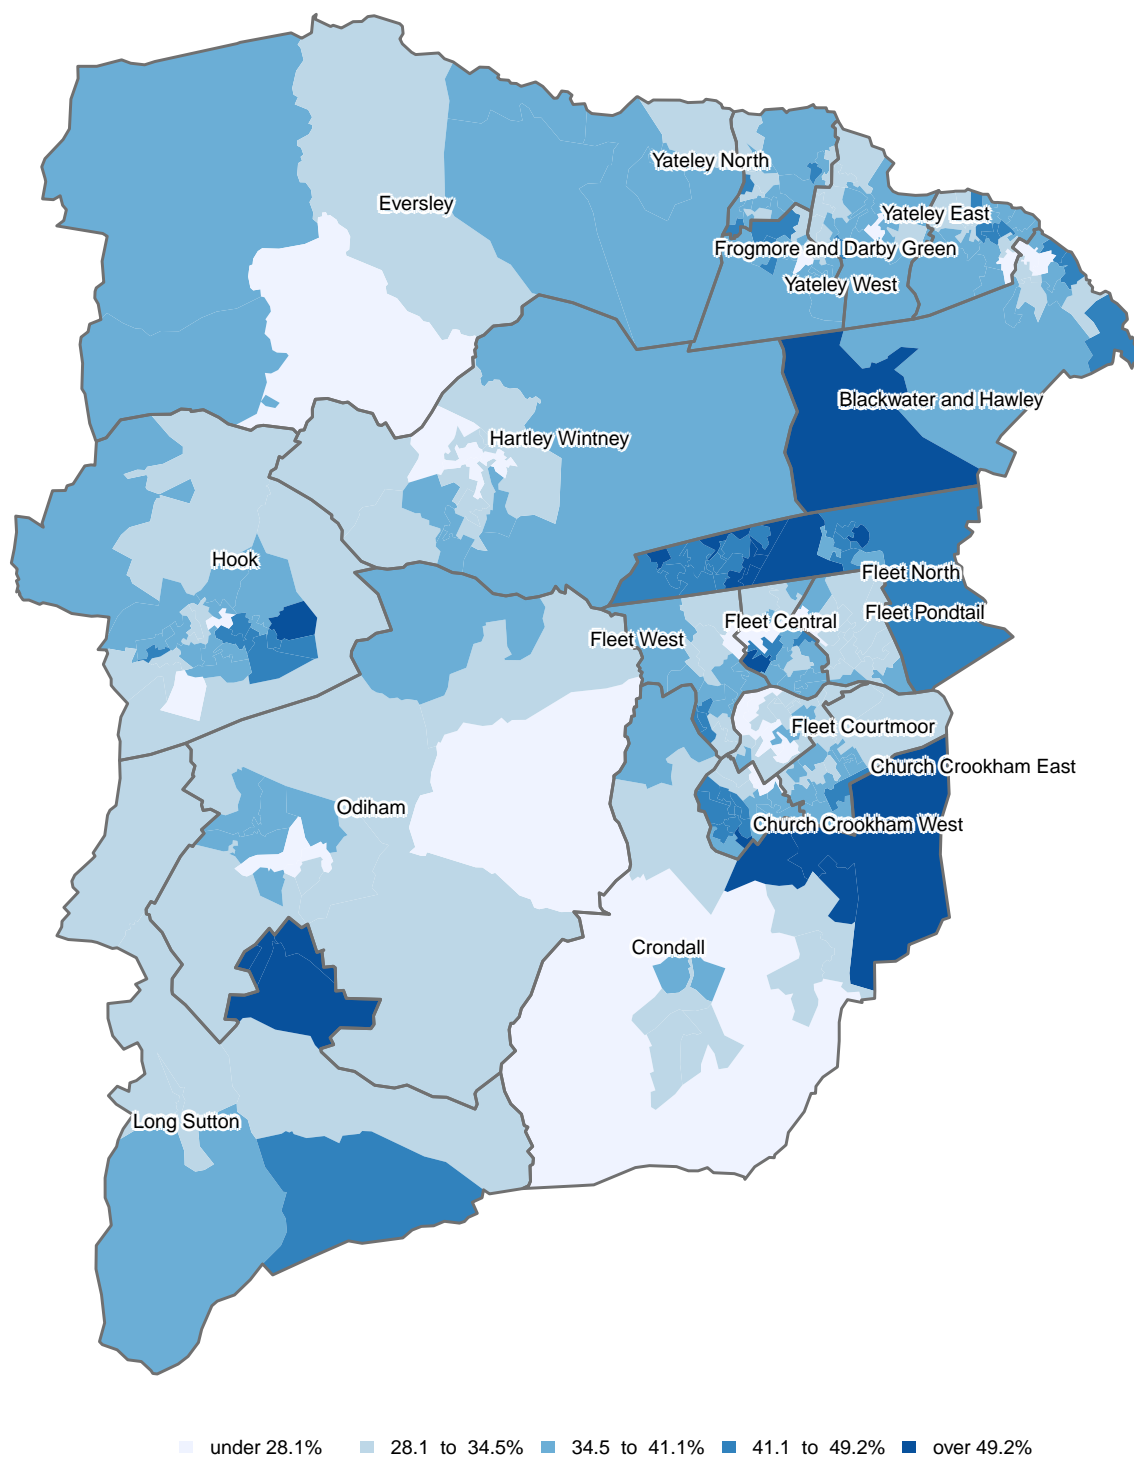 Yateley North
Eversley
Yateley East
Frogmore and Darby Green
Yateley West
Blackwater and Hawley
Hartley Wintney
Hook
Fleet North
Fleet Pondtail
Fleet Central
Fleet West
Fleet Courtmoor
Church Crookham East
Odiham
Church Crookham West
Crondall
Long Sutton
under 28.1% 28.1 to 34.5% 34.5 to 41.1% 41.1 to 49.2% over 49.2%